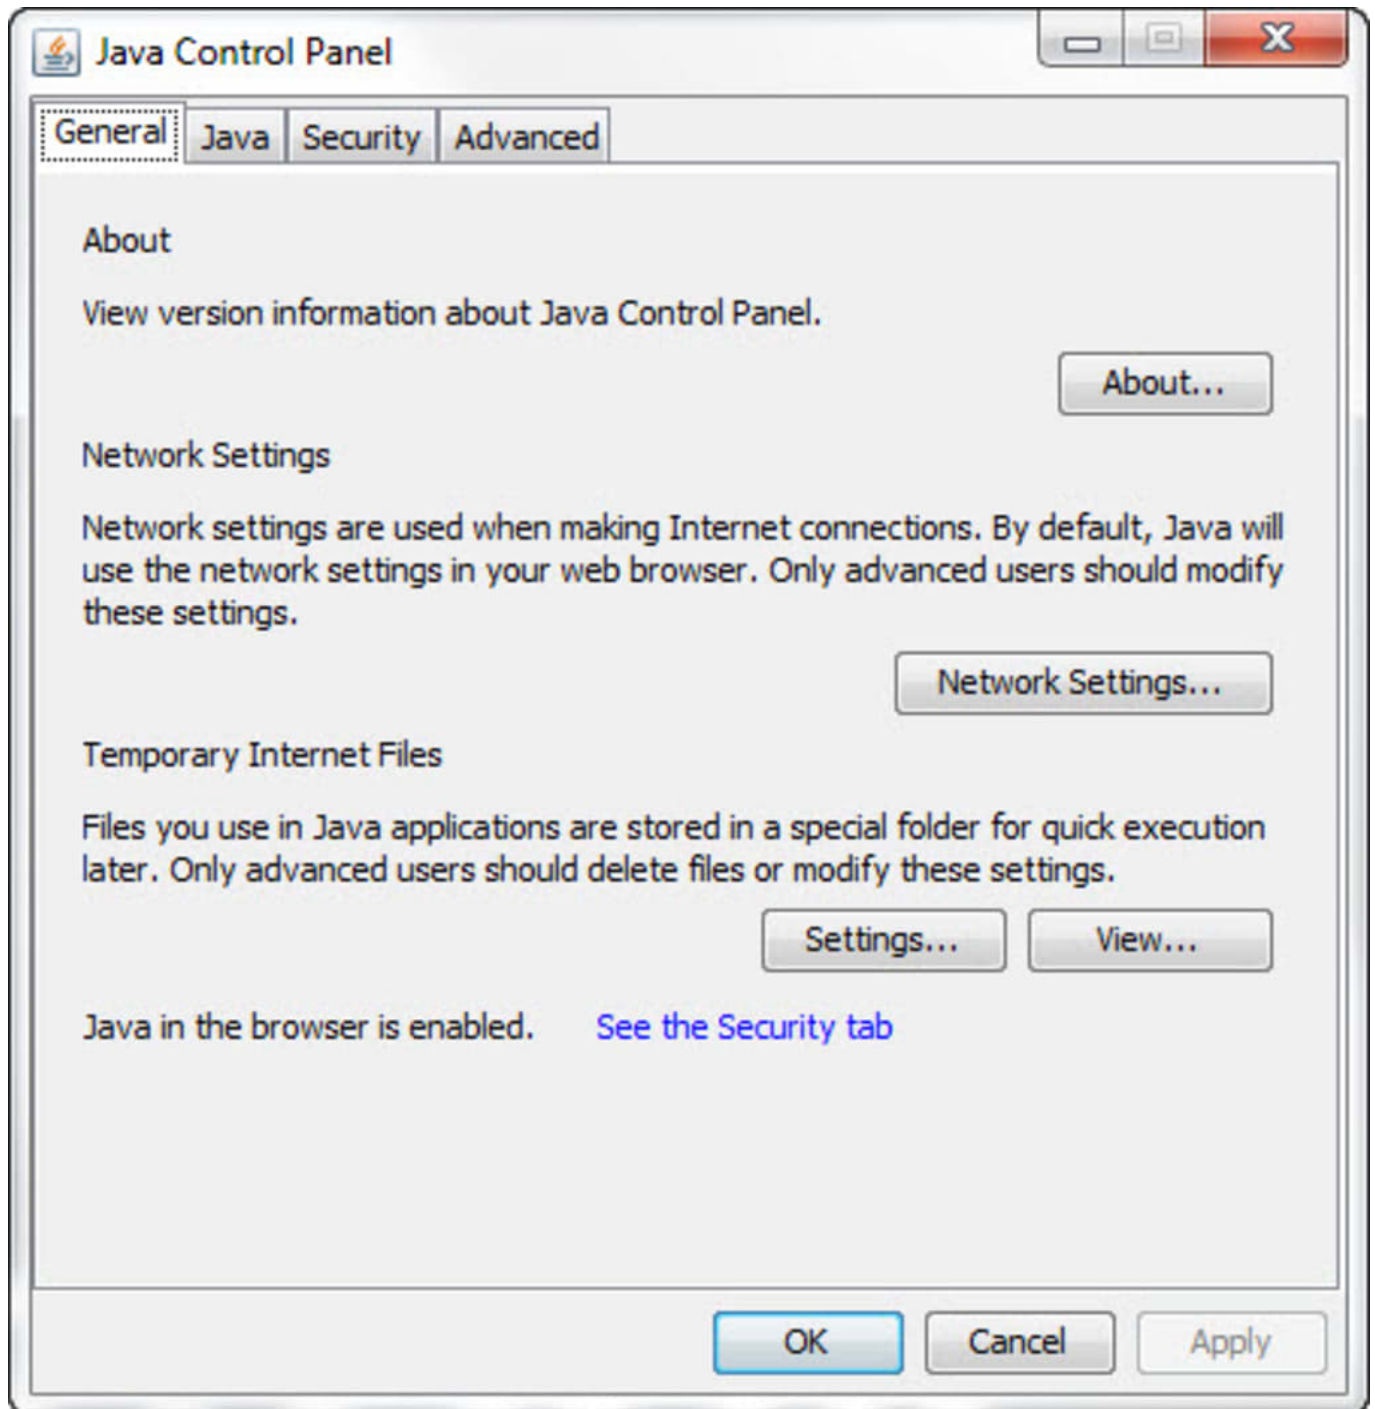 Java Control Panel
General Java Security Advanced
About
View version information about Java Control Panel.
About...
Network Settings
Network settings are used when making Internet connections. By default, Java will
use the network settings in your web browser. Only advanced users should modify
these settings.
Network Settings...
Temporary Internet Files
Files you use in Java applications are stored in a special folder for quick execution
later. Only advanced users should delete files or modify these settings.
Settings... View...
Java in the browser is enabled. See the Security tab
OK Cancel Apply